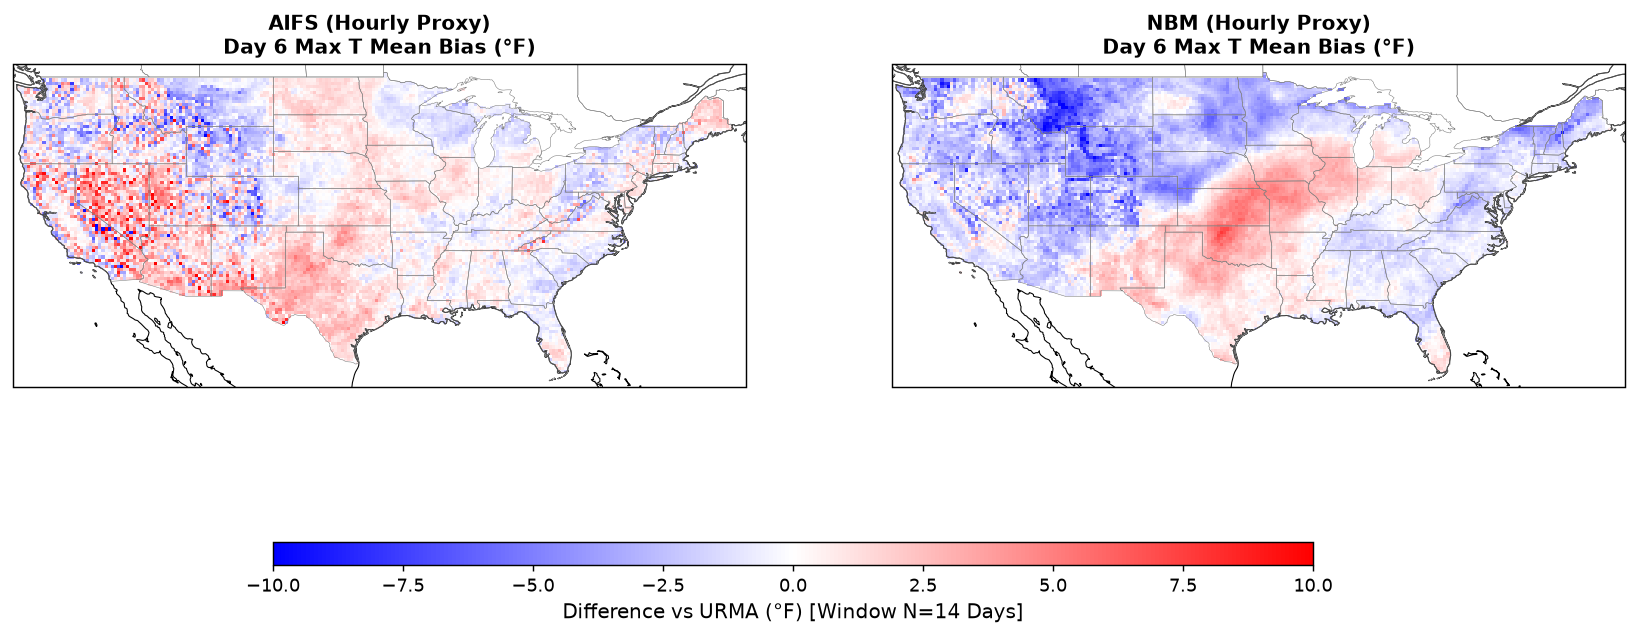 AIFS (Hourly Proxy)
Day 6 Max T Mean Bias (°F)
NBM (Hourly Proxy)
Day 6 Max T Mean Bias (°F)
−10.0 −7.5 −5.0 −2.5 0.0 2.5 5.0 7.5 10.0
Difference vs URMA (°F) [Window N=14 Days]